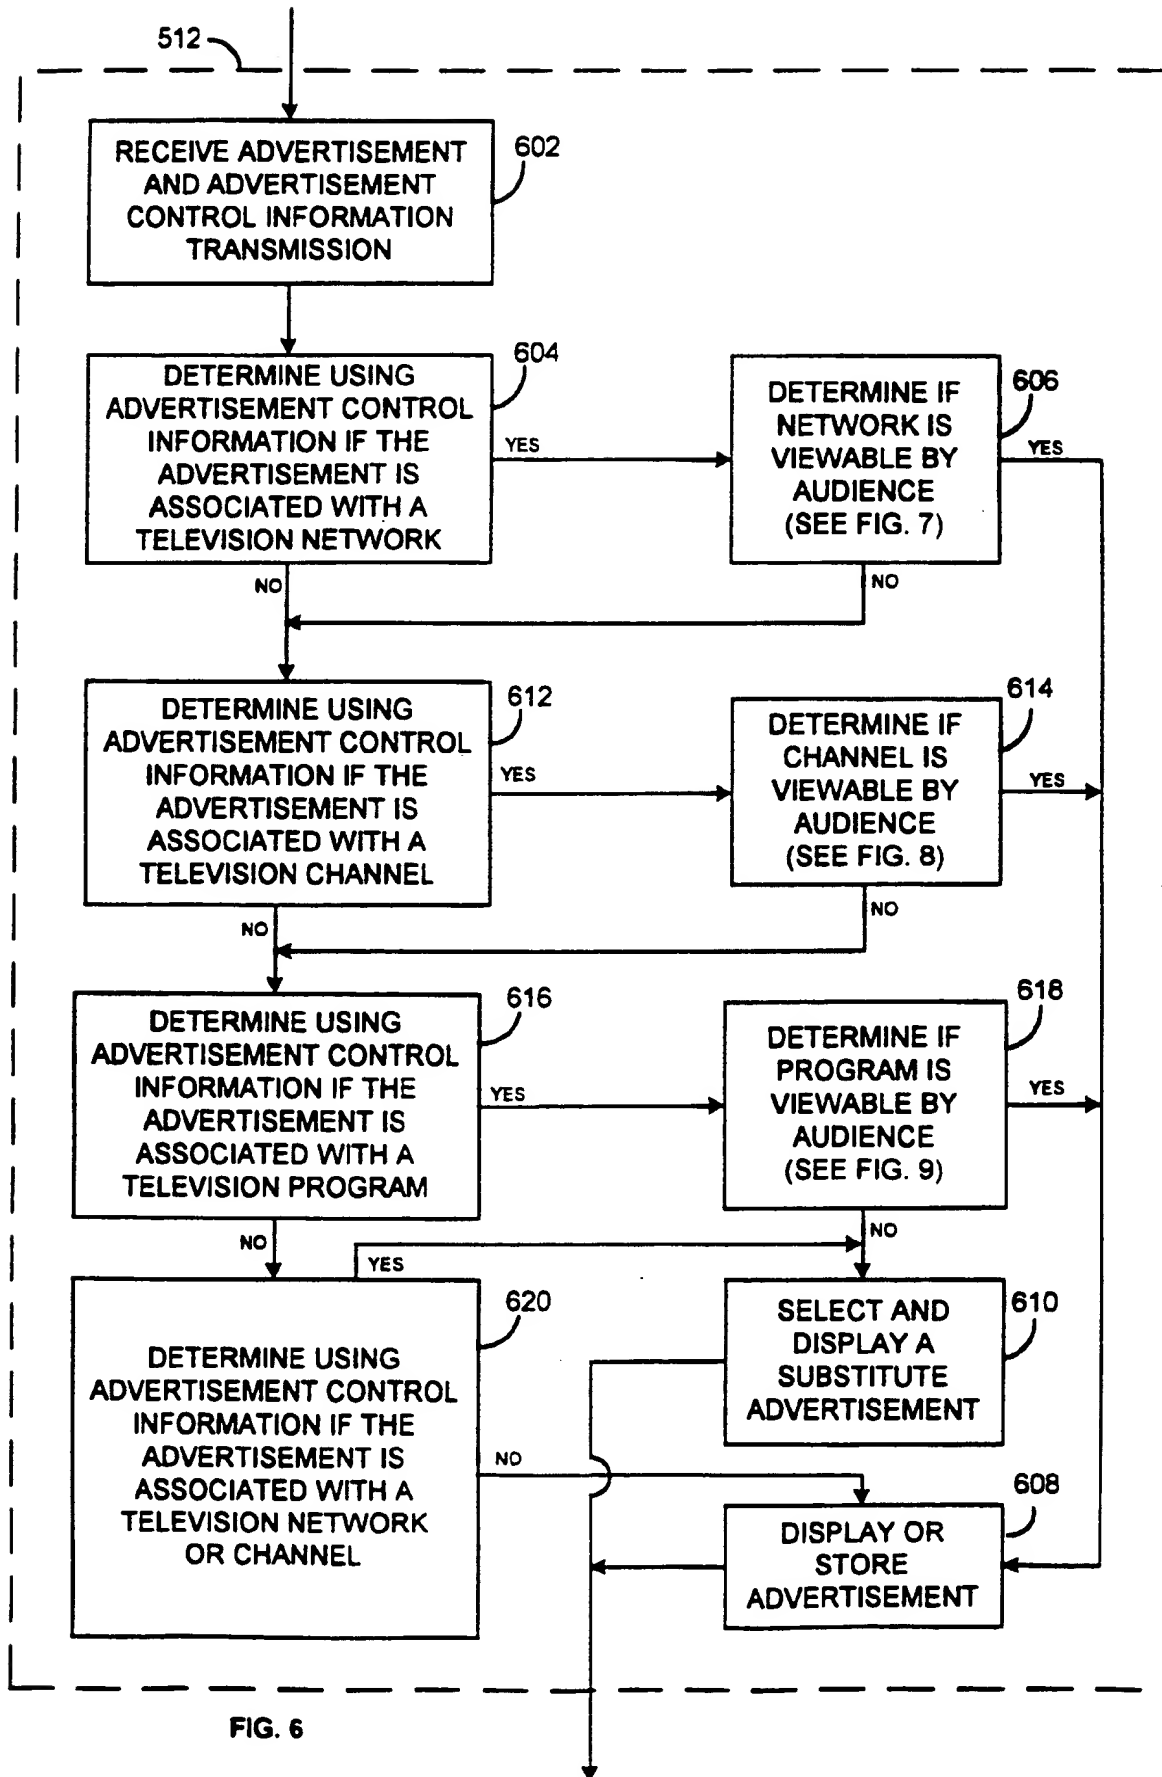 512
RECEIVE ADVERTISEMENT
AND ADVERTISEMENT
CONTROL INFORMATION
TRANSMISSION
602
DETERMINE USING
ADVERTISEMENT CONTROL
INFORMATION IF THE
ADVERTISEMENT IS
ASSOCIATED WITH A
TELEVISION NETWORK
604
YES
NO
DETERMINE IF
NETWORK IS
VIEWABLE BY
AUDIENCE
(SEE FIG. 7)
606
YES
NO
DETERMINE USING
ADVERTISEMENT CONTROL
INFORMATION IF THE
ADVERTISEMENT IS
ASSOCIATED WITH A
TELEVISION CHANNEL
612
YES
NO
DETERMINE IF
CHANNEL IS
VIEWABLE BY
AUDIENCE
(SEE FIG. 8)
614
YES
NO
DETERMINE USING
ADVERTISEMENT CONTROL
INFORMATION IF THE
ADVERTISEMENT IS
ASSOCIATED WITH A
TELEVISION PROGRAM
616
YES
NO
DETERMINE IF
PROGRAM IS
VIEWABLE BY
AUDIENCE
(SEE FIG. 9)
618
YES
NO
YES
DETERMINE USING
ADVERTISEMENT CONTROL
INFORMATION IF THE
ADVERTISEMENT IS
ASSOCIATED WITH A
TELEVISION NETWORK
OR CHANNEL
620
NO
SELECT AND
DISPLAY A
SUBSTITUTE
ADVERTISEMENT
610
DISPLAY OR
STORE
ADVERTISEMENT
608
FIG. 6